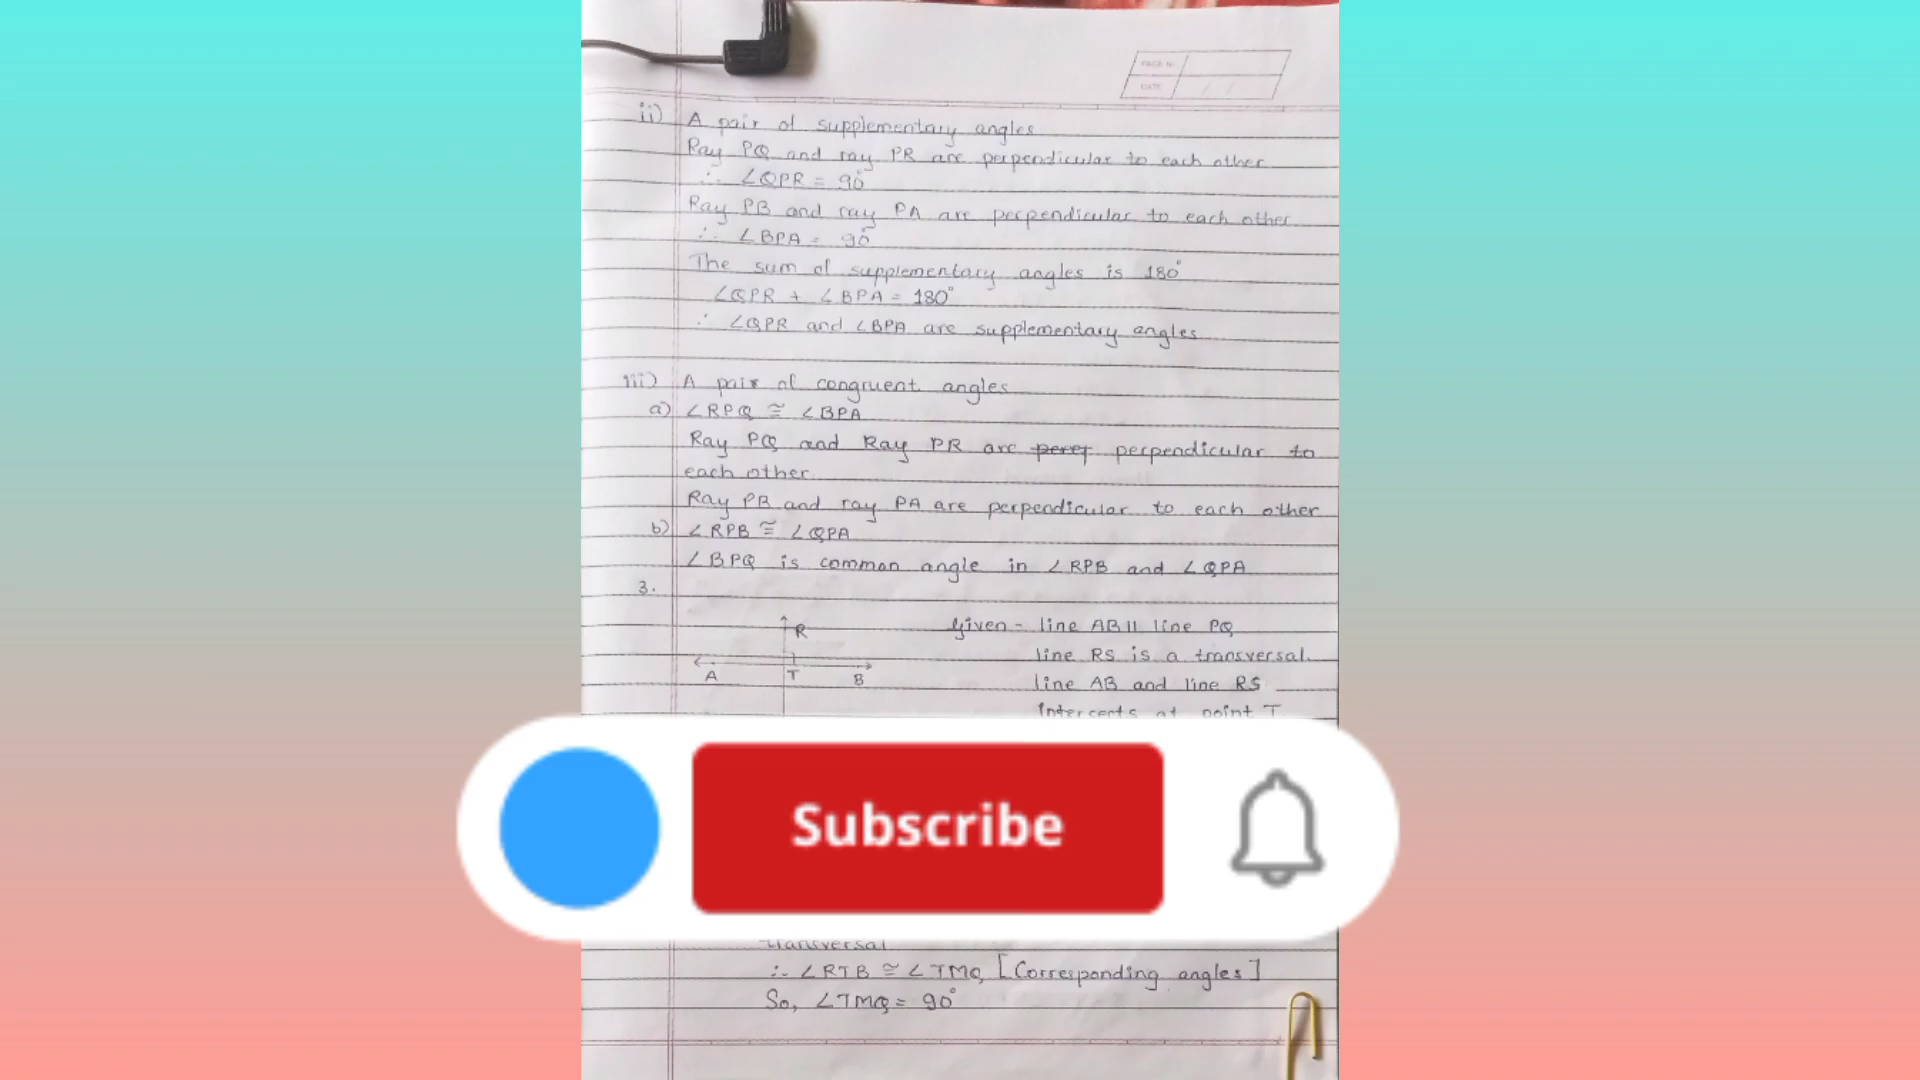 PAGE No.
DATE
ii) A pair of supplementary angles
Ray PQ and ray PR are perpendicular to each other
∴ ∠QPR = 90°
Ray PB and ray PA are perpendicular to each other
∴ ∠BPA = 90°
The sum of supplementary angles is 180°
∠QPR + ∠BPA = 180°
∴ ∠QPR and ∠BPA are supplementary angles
iii) A pair of congruent angles
a) ∠RPQ ≅ ∠BPA
Ray PQ and Ray PR are perpendicular to
each other
Ray PB and ray PA are perpendicular to each other
b) ∠RPB ≅ ∠QPA
∠BPQ is common angle in ∠RPB and ∠QPA
3.
R
A T B
Given - line AB || line PQ
line RS is a transversal.
line AB and line RS
intercepts at point T
Subscribe
transversal
∴ ∠RTB ≅ ∠TMQ [Corresponding angles]
So, ∠TMQ = 90°